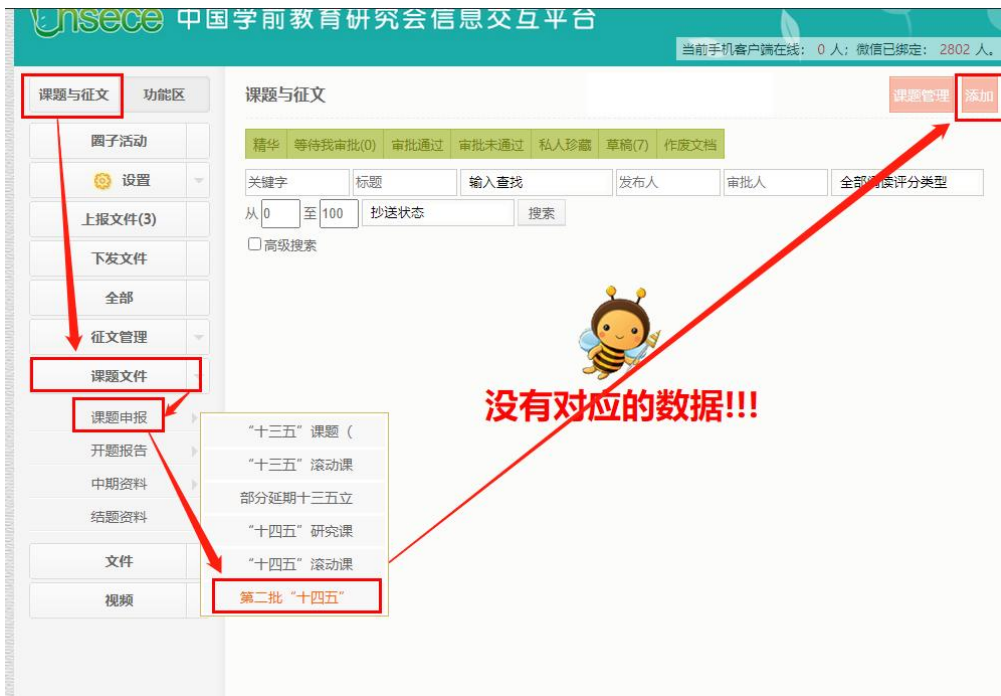 Cnsece 中国学前教育研究会信息交互平台
当前手机客户端在线： 0 人；微信已绑定： 2802 人。
课题与征文 功能区
课题与征文
课题管理 添加
圈子活动
精华 等待我审批(0) 审批通过 审批未通过 私人珍藏 草稿(7) 作废文档
设置
关键字 标题 输入查找 发布人 审批人 全部阅读评分类型
上报文件(3)
从 0 至 100 抄送状态 搜索
高级搜索
下发文件
全部
征文管理
课题文件
没有对应的数据!!!
课题申报
开题报告
中期资料
结题资料
文件
视频
“十三五”课题（
“十三五”滚动课
部分延期十三五立
“十四五”研究课
“十四五”滚动课
第二批“十四五”